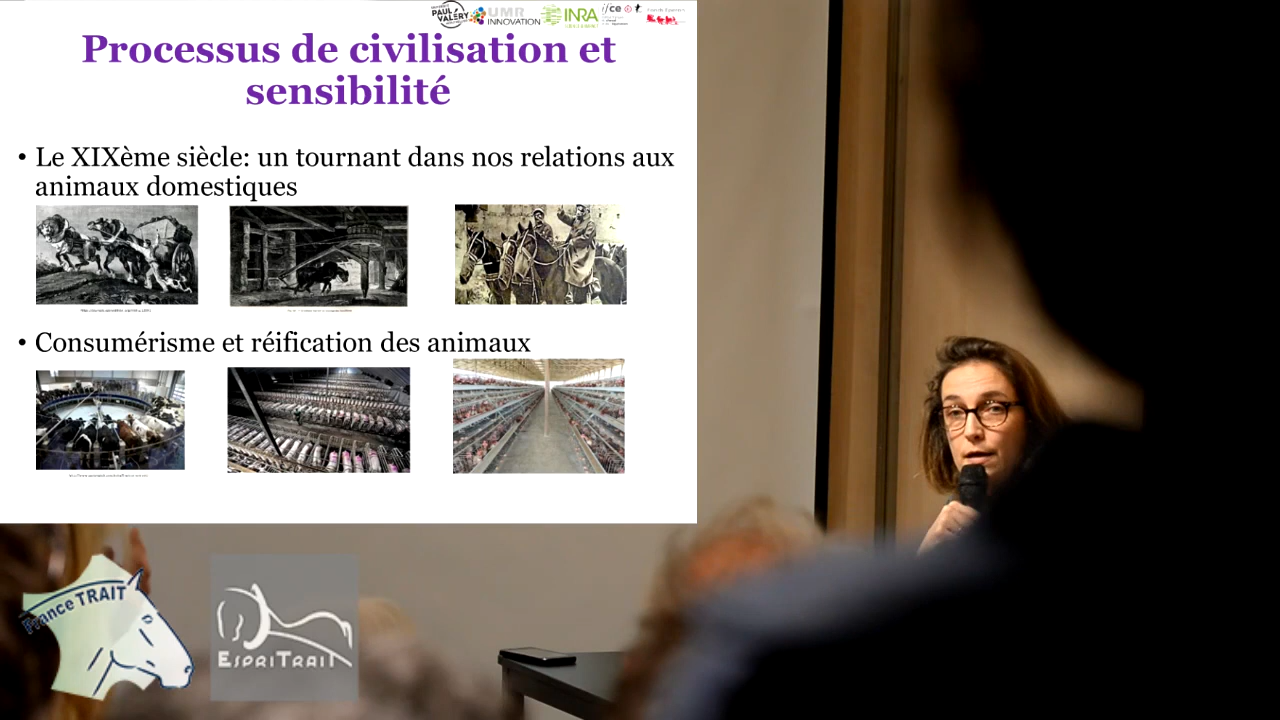 PAUL
VALÉRY
UMR
INNOVATION
INRA
ifce
Processus de civilisation et
sensibilité
• Le XIXème siècle: un tournant dans nos relations aux
animaux domestiques
• Consumérisme et réification des animaux
France TRAIT
ESPRITRAIT